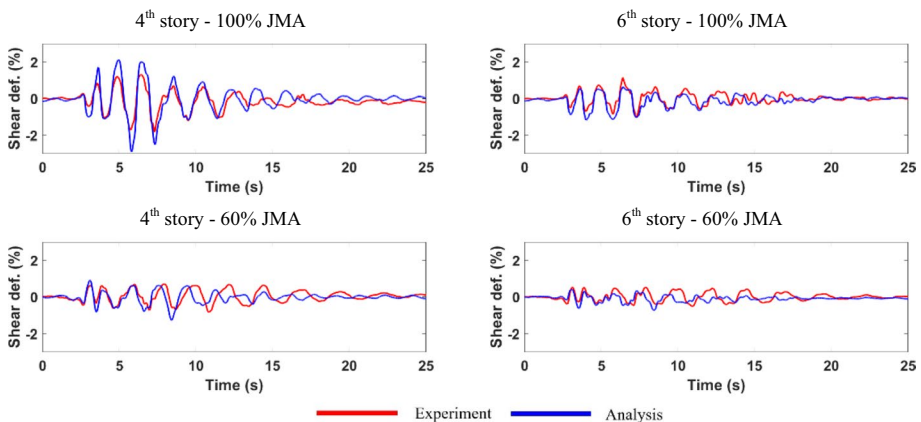 4th story - 100% JMA
6th story - 100% JMA
Shear def. (%)
2
0
-2
0 5 10 15 20 25
Time (s)
Shear def. (%)
2
0
-2
0 5 10 15 20 25
Time (s)
4th story - 60% JMA
6th story - 60% JMA
Shear def. (%)
2
0
-2
0 5 10 15 20 25
Time (s)
Shear def. (%)
2
0
-2
0 5 10 15 20 25
Time (s)
Experiment Analysis